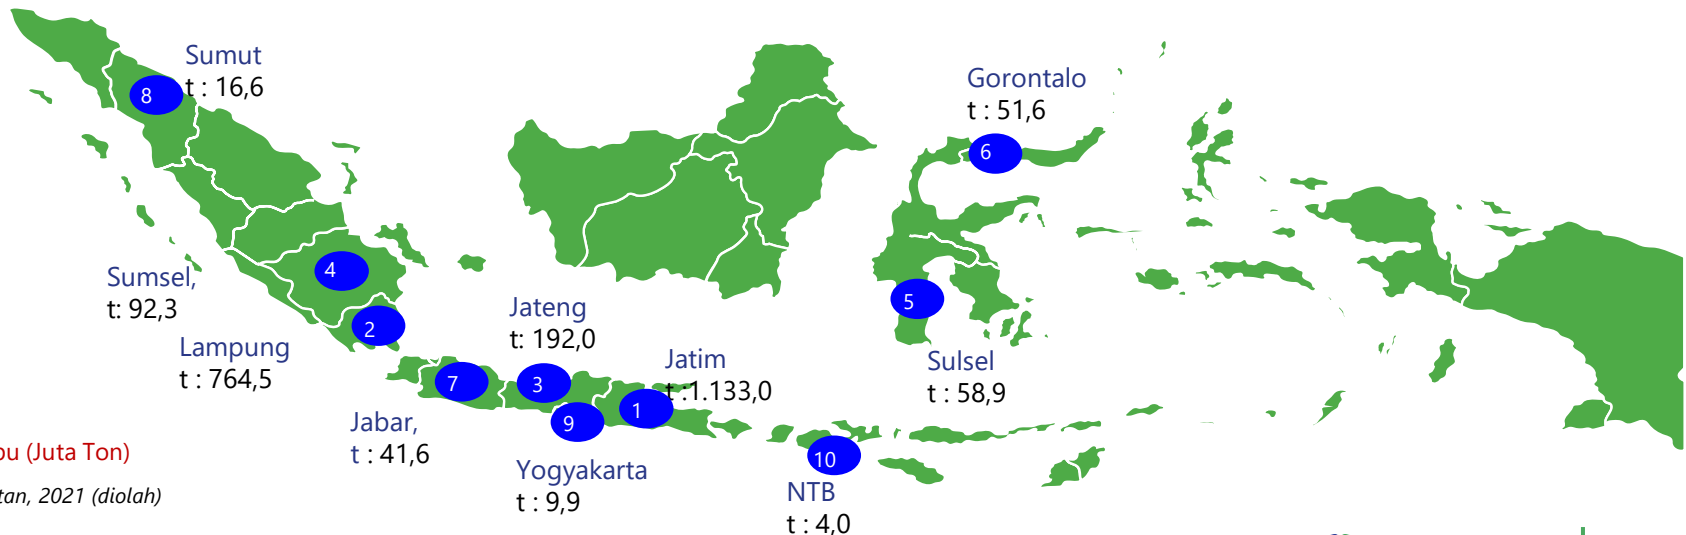 Sumut
t : 16,6
8
Gorontalo
t : 51,6
6
4
Sumsel,
t: 92,3
5
2
Jateng
t: 192,0
Lampung
t : 764,5
Jatim
t :1.133,0
Sulsel
t : 58,9
7
3
1
9
Jabar,
t : 41,6
(Juta Ton)
Yogyakarta
t : 9,9
10
NTB
t : 4,0
2021 (diolah)